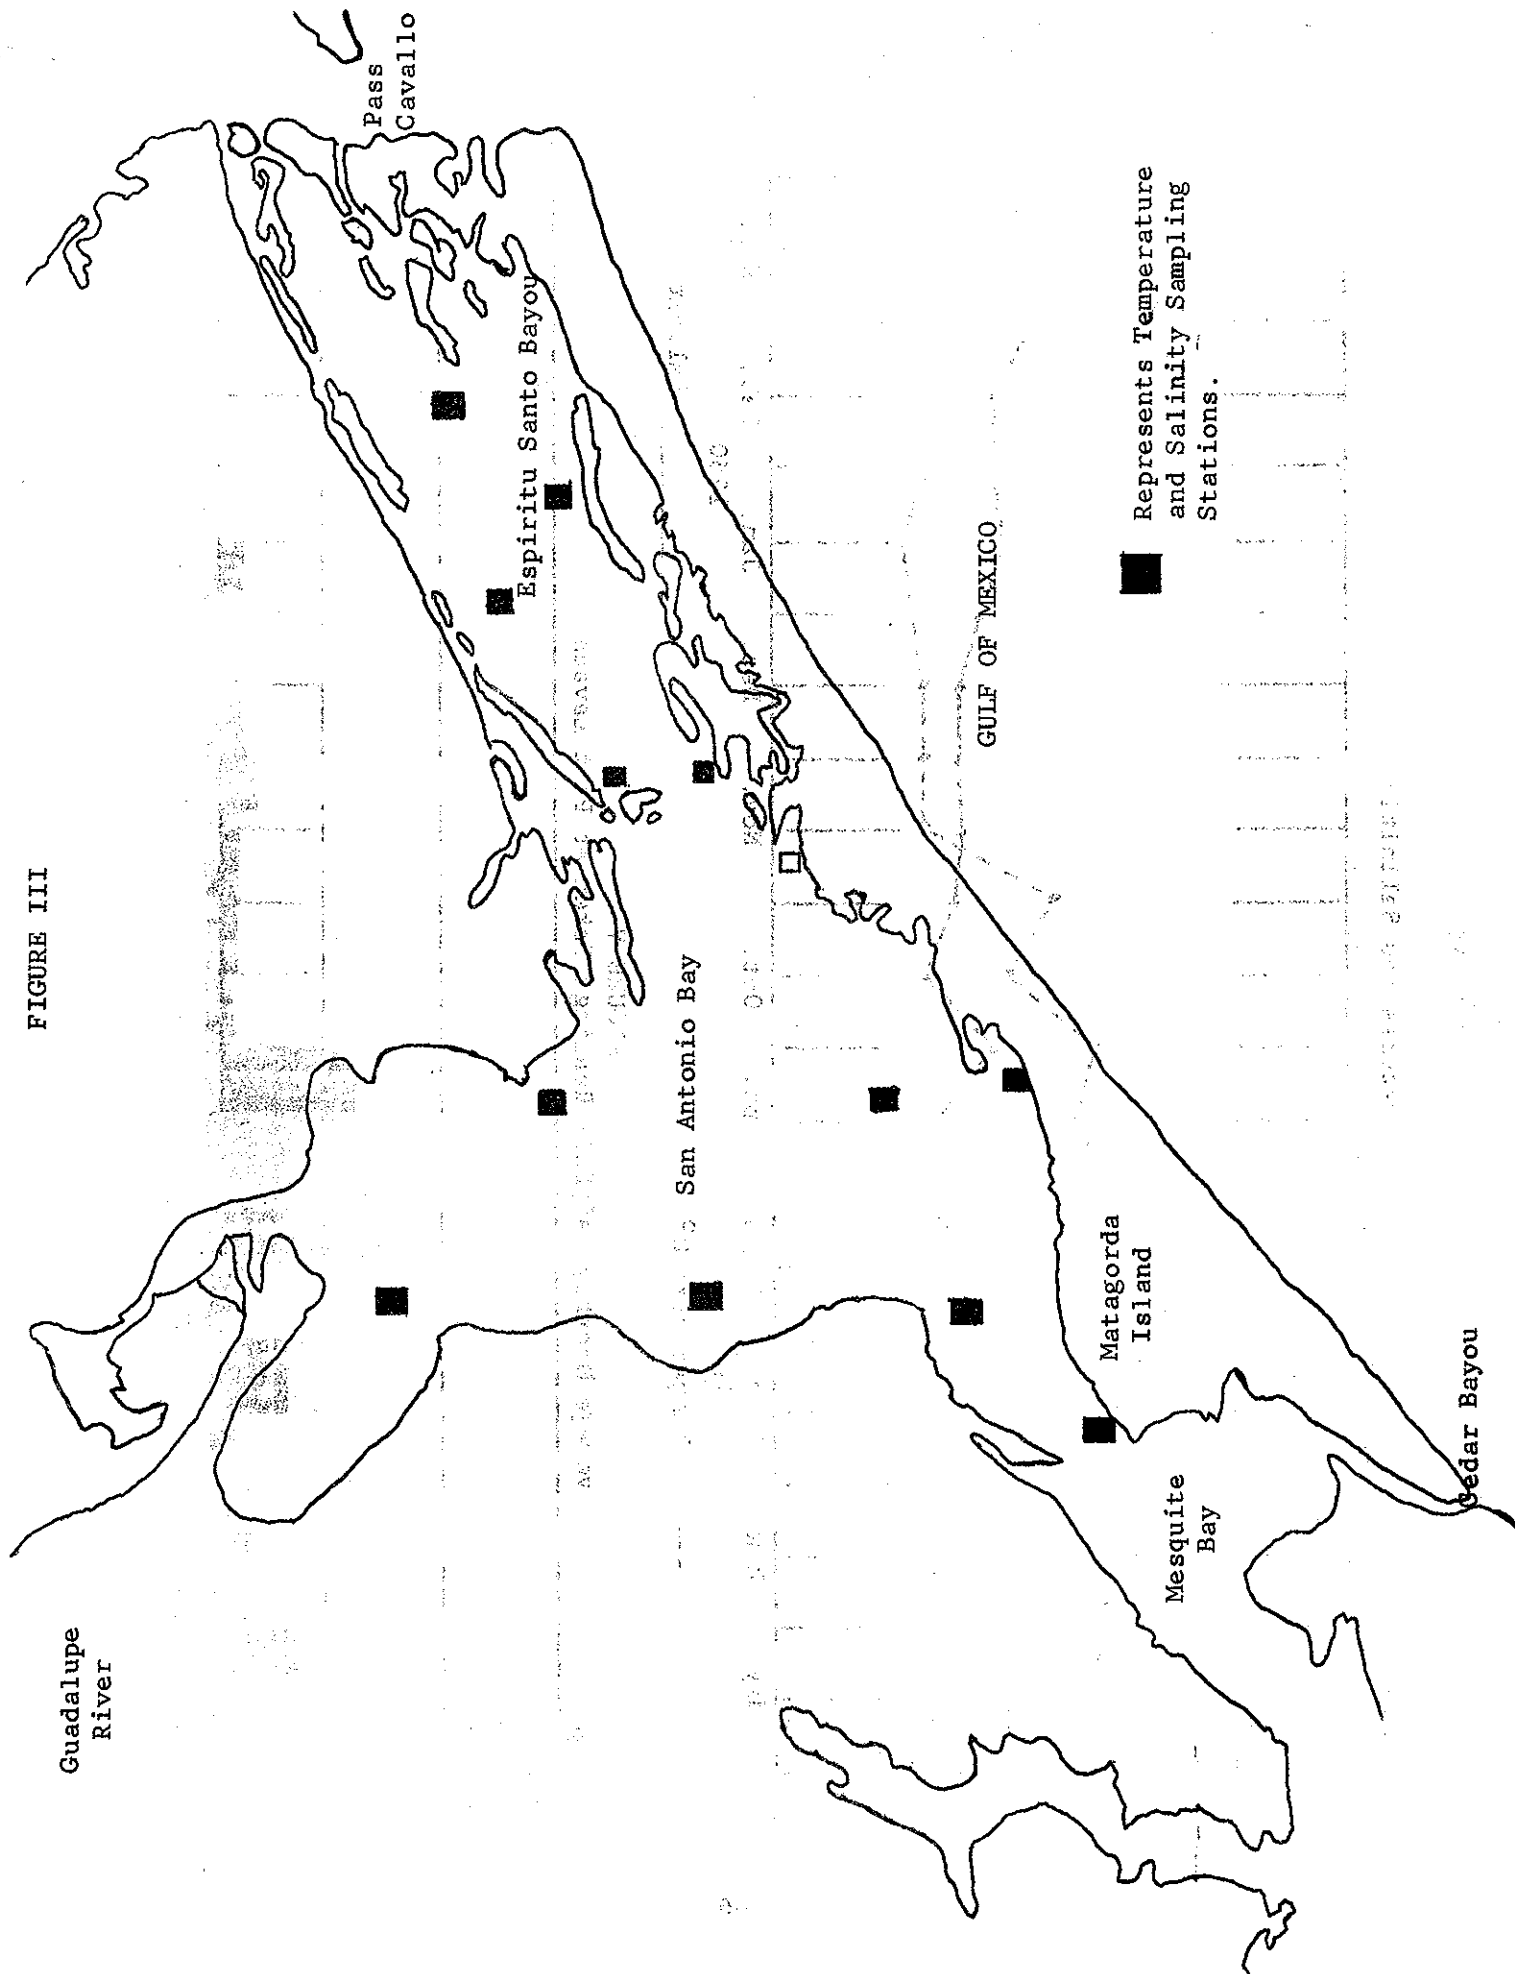 FIGURE III
Guadalupe
River
Pass
Cavallo
Espiritu Santo Bayou
San Antonio Bay
GULF OF MEXICO
Matagorda
Island
Mesquite
Bay
Cedar Bayou
Represents Temperature
and Salinity Sampling
Stations.